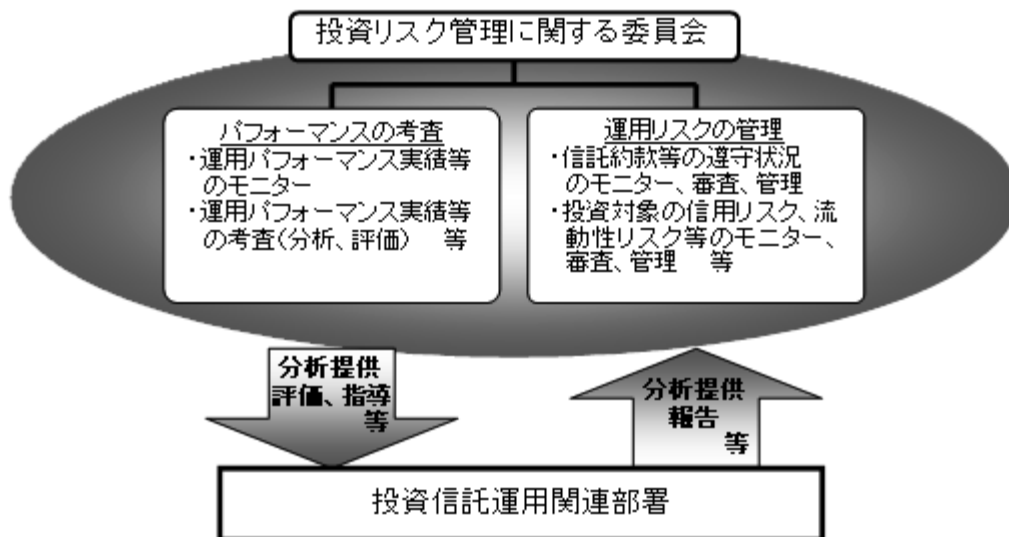 投資リスク管理に関する委員会
パフォーマンスの考査
・運用パフォーマンス実績等
のモニター
・運用パフォーマンス実績等
の考査(分析、評価) 等
運用リスクの管理
・信託約款等の遵守状況
のモニター、審査、管理
・投資対象の信用リスク、流
動性リスク等のモニター、
審査、管理 等
分析提供
評価、指導
等
分析提供
報告
等
投資信託運用関連部署